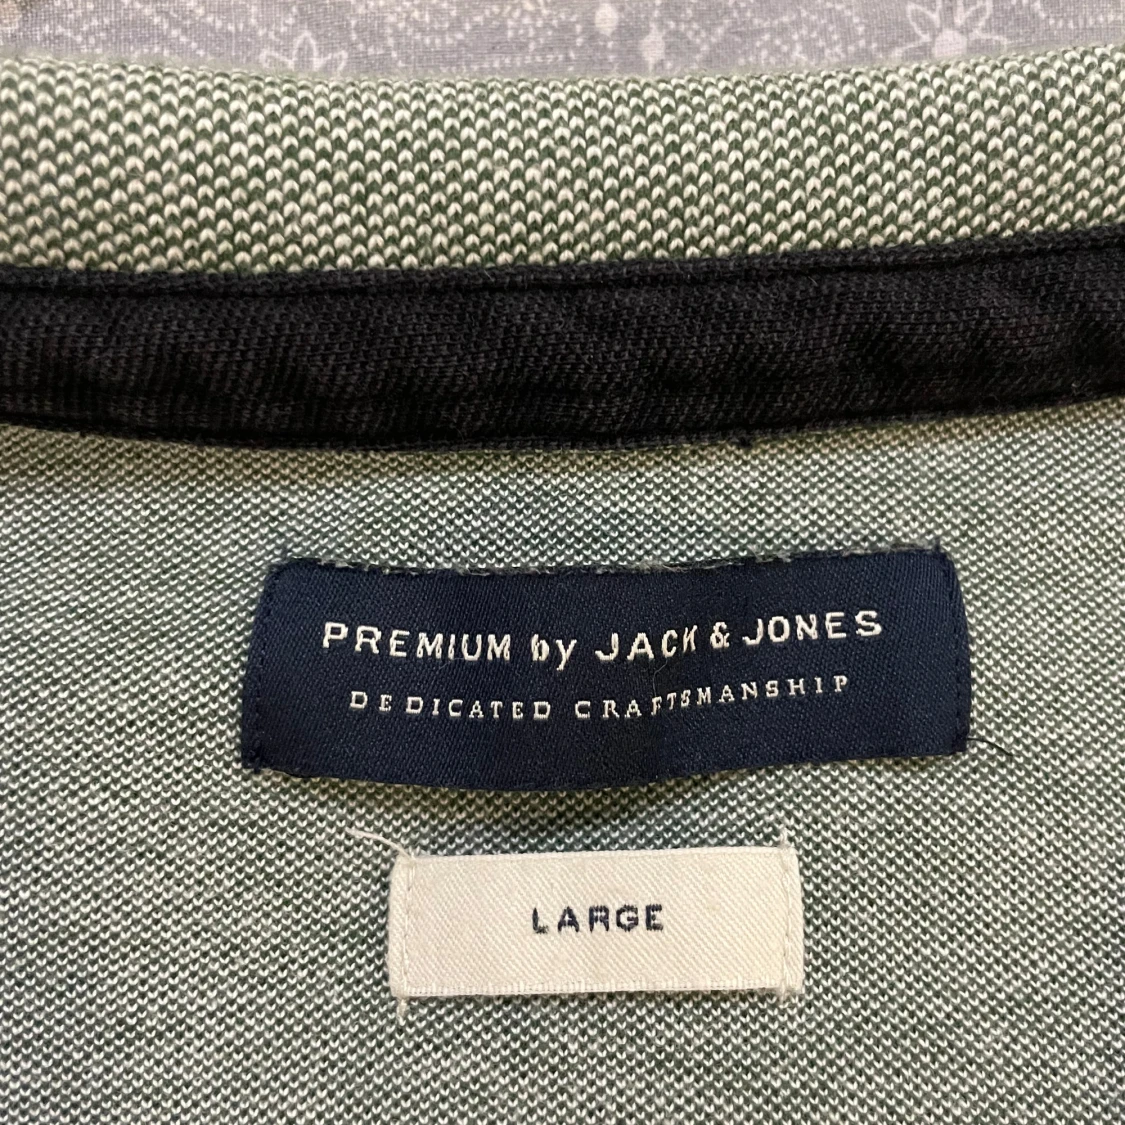 PREMIUM by JACK & JONES
DEDICATED CRAFTSMANSHIP
LARGE